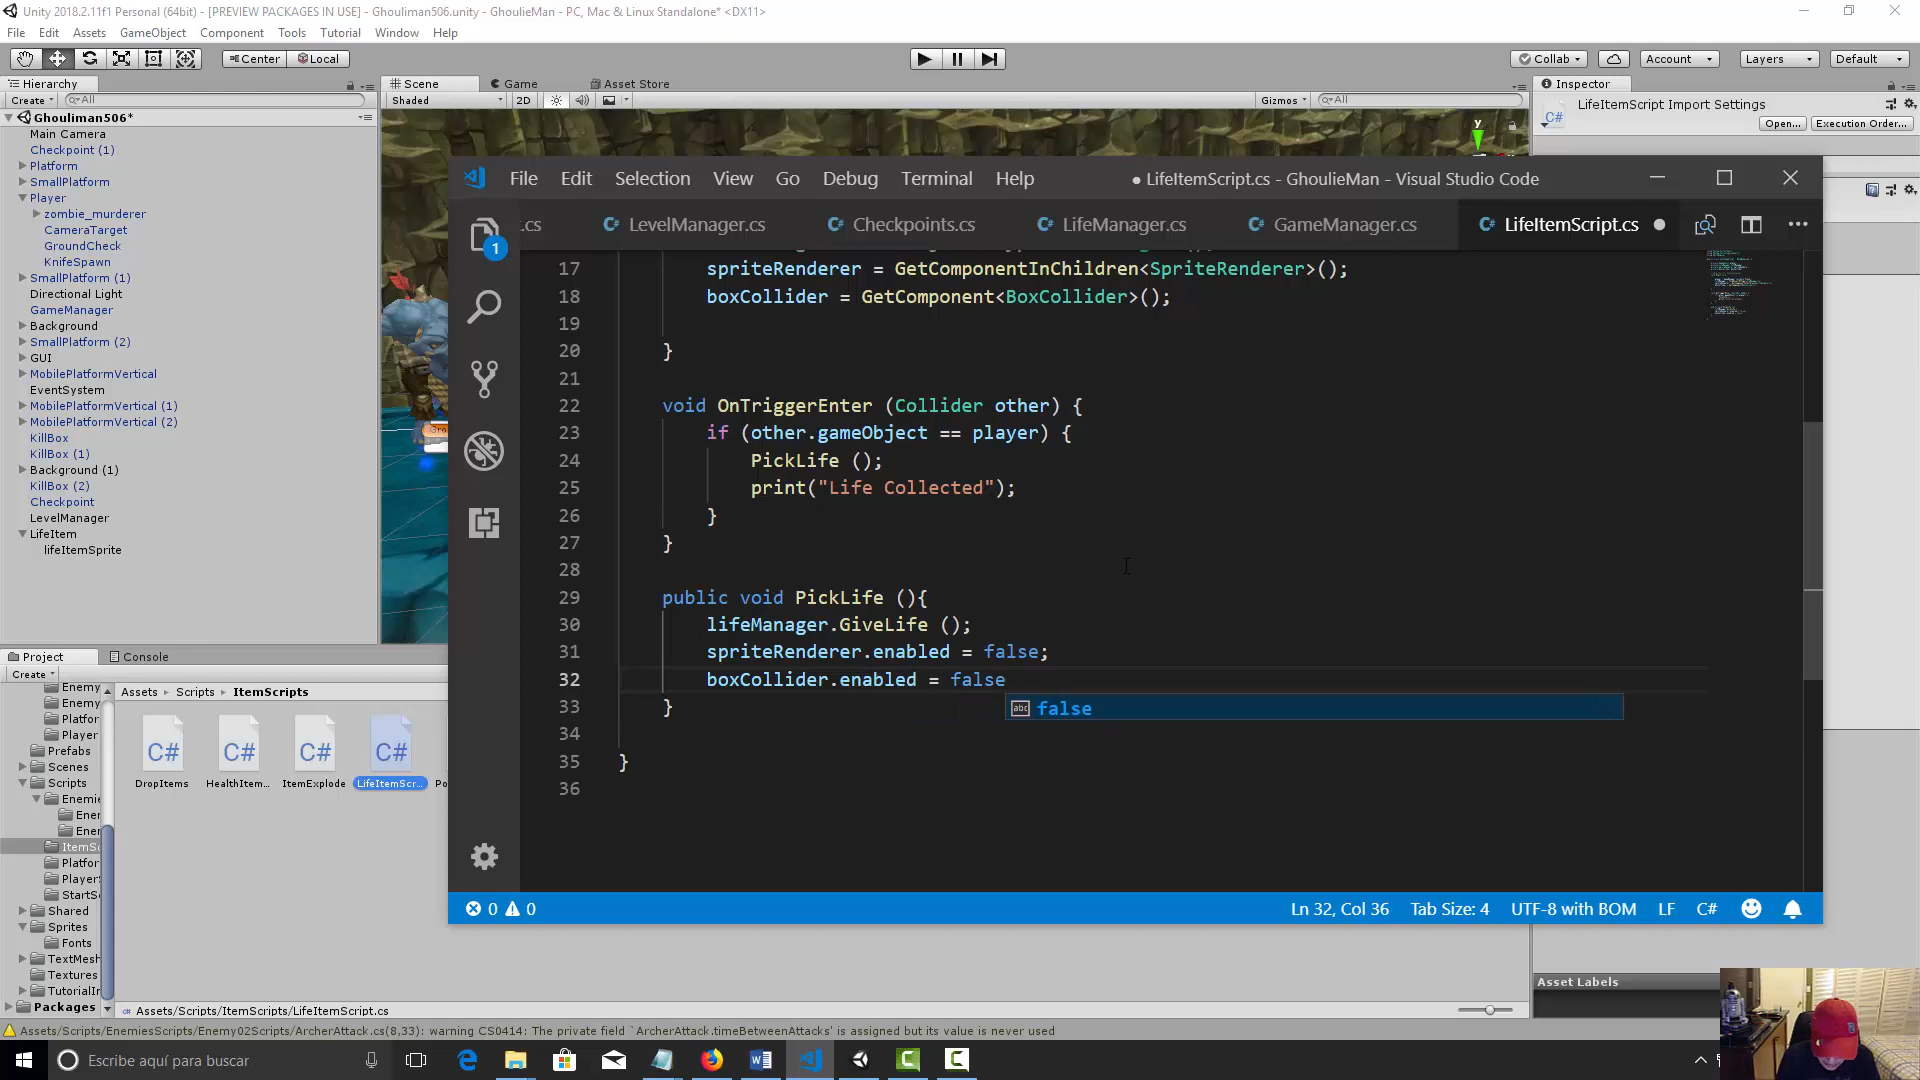 Unity 2018.2.11f1 Personal (64bit) - [PREVIEW PACKAGES IN USE] - Ghouliman506.unity - GhoulieMan - PC, Mac & Linux Standalone* <DX11>
File Edit Assets GameObject Component Tools Tutorial Window Help
Center Local Collab Account Layers Default
Hierarchy
Create All
Ghouliman506*
Main Camera
Checkpoint (1)
Platform
SmallPlatform
Player
zombie_murderer
CameraTarget
GroundCheck
KnifeSpawn
SmallPlatform (1)
Directional Light
GameManager
Background
SmallPlatform (2)
GUI
MobilePlatformVertical
EventSystem
MobilePlatformVertical (1)
MobilePlatformVertical (2)
KillBox
KillBox (1)
Background (1)
KillBox (2)
Checkpoint
LevelManager
LifeItem
lifeItemSprite
Scene Game Asset Store
Shaded 2D Gizmos All
y
Inspector
LifeItemScript Import Settings
C#
Open... Execution Order...
File Edit Selection View Go Debug Terminal Help ● LifeItemScript.cs - GhoulieMan - Visual Studio Code
.cs LevelManager.cs Checkpoints.cs LifeManager.cs GameManager.cs LifeItemScript.cs
1
17 spriteRenderer = GetComponentInChildren<SpriteRenderer>();
18 boxCollider = GetComponent<BoxCollider>();
19
20 }
21
22 void OnTriggerEnter (Collider other) {
23 if (other.gameObject == player) {
24 PickLife ();
25 print("Life Collected");
26 }
27 }
28
29 public void PickLife (){
30 lifeManager.GiveLife ();
31 spriteRenderer.enabled = false;
32 boxCollider.enabled = false
33 }
abc false
34
35 }
36
0 0 Ln 32, Col 36 Tab Size: 4 UTF-8 with BOM LF C#
Project Console
Create
Enemy
Enemy
Platfor
Player
Prefabs
Scenes
Scripts
Enemie
Ener
Ener
ItemSc
Platfor
Player
StartSc
Shared
Sprites
Fonts
TextMesh
Textures
TutorialIn
Packages
Assets Scripts ItemScripts
C# C# C# C#
DropItems HealthItem... ItemExplode LifeItemScr... Po
Assets/Scripts/ItemScripts/LifeItemScript.cs
Asset Labels
Assets/Scripts/EnemiesScripts/Enemy02Scripts/ArcherAttack.cs(8,33): warning CS0414: The private field `ArcherAttack.timeBetweenAttacks' is assigned but its value is never used
Escribe aquí para buscar